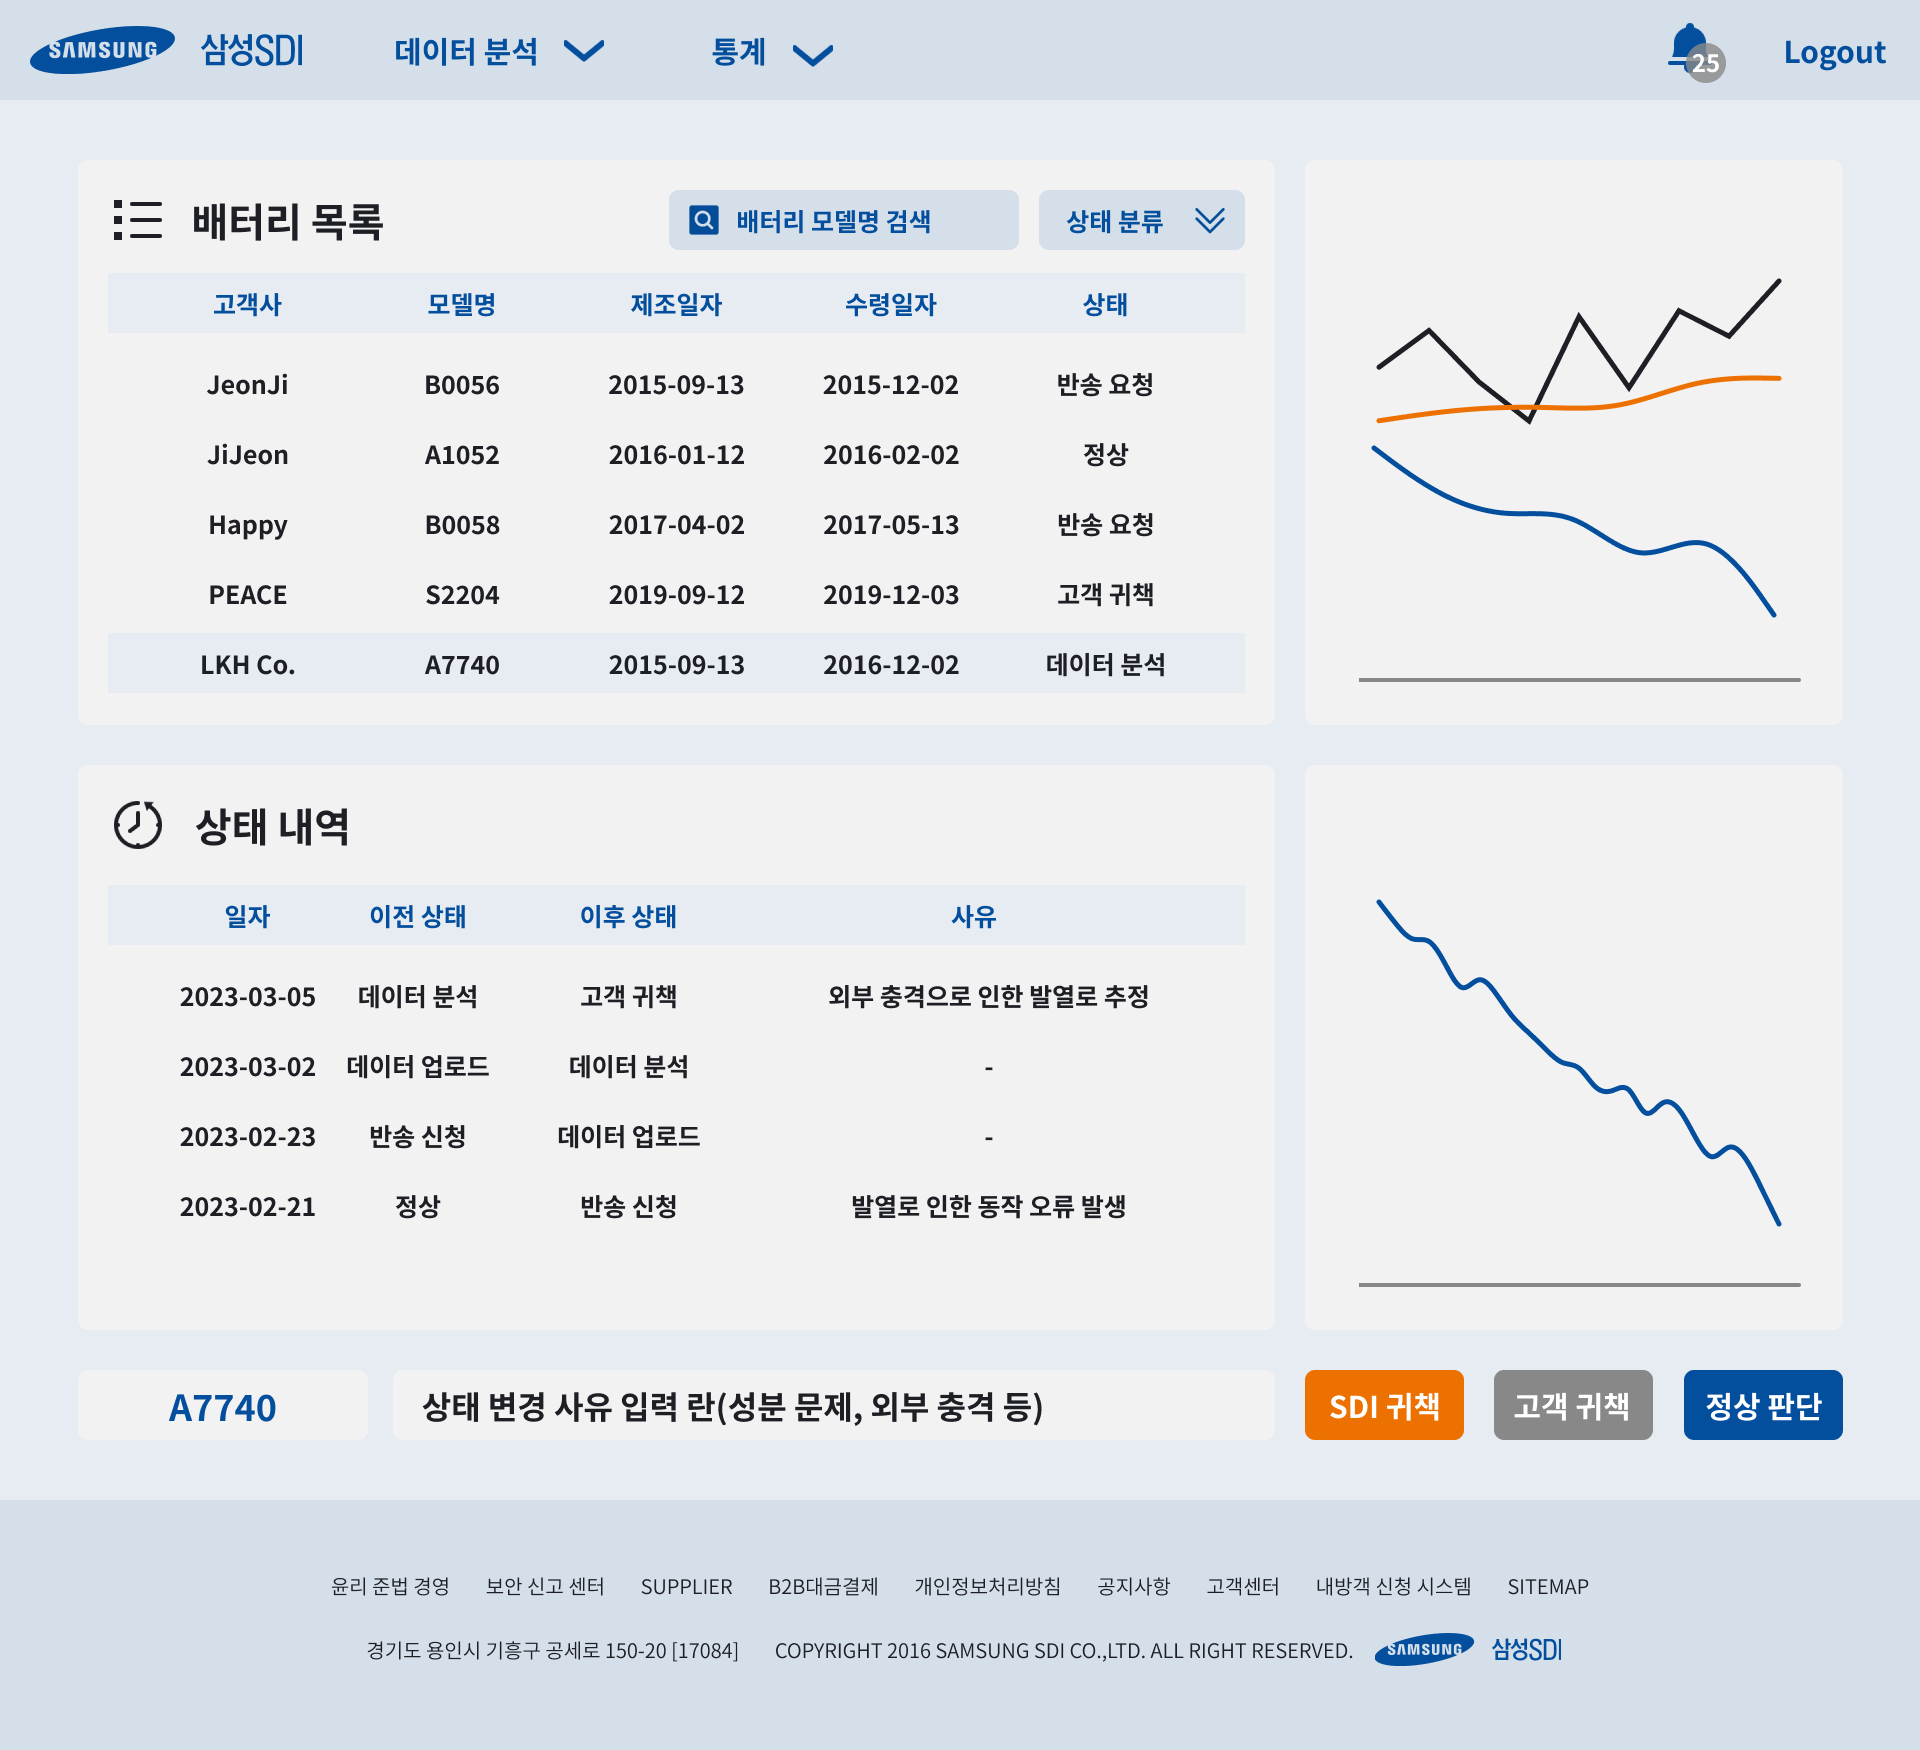 SAMSUNG 삼성SDI 데이터 분석 통계 25 Logout
배터리 목록 배터리 모델명 검색 상태 분류
고객사 모델명 제조일자 수령일자 상태
JeonJi B0056 2015-09-13 2015-12-02 반송 요청
JiJeon A1052 2016-01-12 2016-02-02 정상
Happy B0058 2017-04-02 2017-05-13 반송 요청
PEACE S2204 2019-09-12 2019-12-03 고객 귀책
LKH Co. A7740 2015-09-13 2016-12-02 데이터 분석
상태 내역
일자 이전 상태 이후 상태 사유
2023-03-05 데이터 분석 고객 귀책 외부 충격으로 인한 발열로 추정
2023-03-02 데이터 업로드 데이터 분석 -
2023-02-23 반송 신청 데이터 업로드 -
2023-02-21 정상 반송 신청 발열로 인한 동작 오류 발생
A7740 상태 변경 사유 입력 란(성분 문제, 외부 충격 등) SDI 귀책 고객 귀책 정상 판단
윤리 준법 경영 보안 신고 센터 SUPPLIER B2B대금결제 개인정보처리방침 공지사항 고객센터 내방객 신청 시스템 SITEMAP
경기도 용인시 기흥구 공세로 150-20 [17084] COPYRIGHT 2016 SAMSUNG SDI CO.,LTD. ALL RIGHT RESERVED. SAMSUNG 삼성SDI